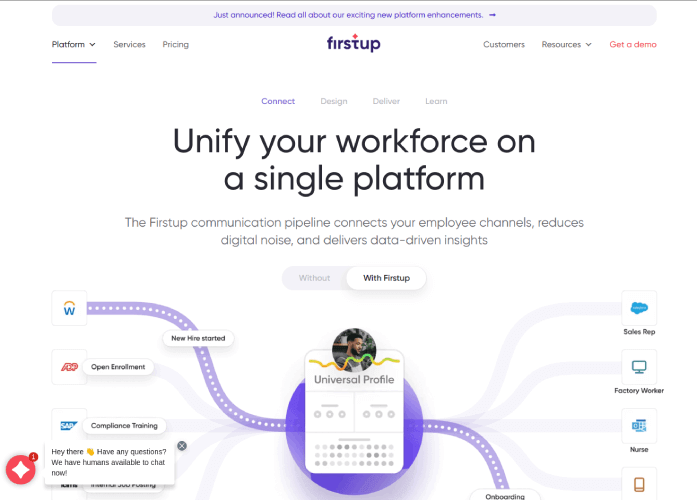 Just announced! Read all about our exciting new platform enhancements. →
Platform Services Pricing firstup Customers Resources Get a demo
Connect Design Deliver Learn
Unify your workforce on
a single platform
The Firstup communication pipeline connects your employee channels, reduces
digital noise, and delivers data-driven insights
Without With Firstup
w
New Hire started
salesforce
Sales Rep
ADP Open Enrollment
Universal Profile
Factory Worker
SAP Compliance Training
Nurse
Hey there 👋 Have any questions?
We have humans available to chat
now!
1
Internal Job Posting
Onboarding